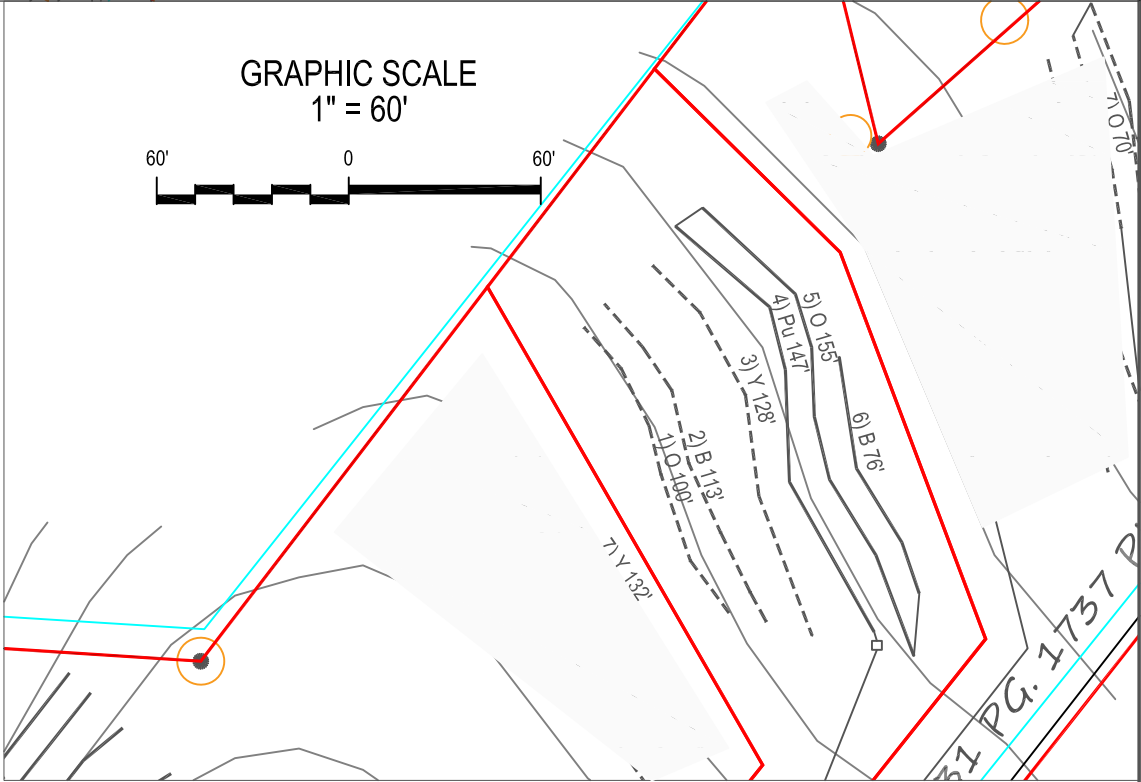 GRAPHIC SCALE
1" = 60'
60' 0 60'
7) O 70'
5) O 155'
4) Pu 147'
3) Y 128'
6) B 76'
2) B 113'
1) O 100'
7) Y 132'
31 PG. 1737